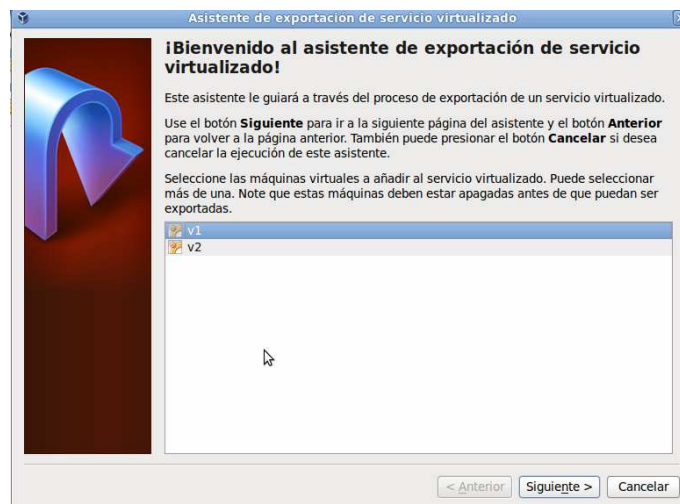 Asistente de exportación de servicio virtualizado
¡Bienvenido al asistente de exportación de servicio
virtualizado!
Este asistente le guiará a través del proceso de exportación de un servicio virtualizado.
Use el botón Siguiente para ir a la siguiente página del asistente y el botón Anterior
para volver a la página anterior. También puede presionar el botón Cancelar si desea
cancelar la ejecución de este asistente.
Seleccione las máquinas virtuales a añadir al servicio virtualizado. Puede seleccionar
más de una. Note que estas máquinas deben estar apagadas antes de que puedan ser
exportadas.
v1
v2
< Anterior Siguiente > Cancelar